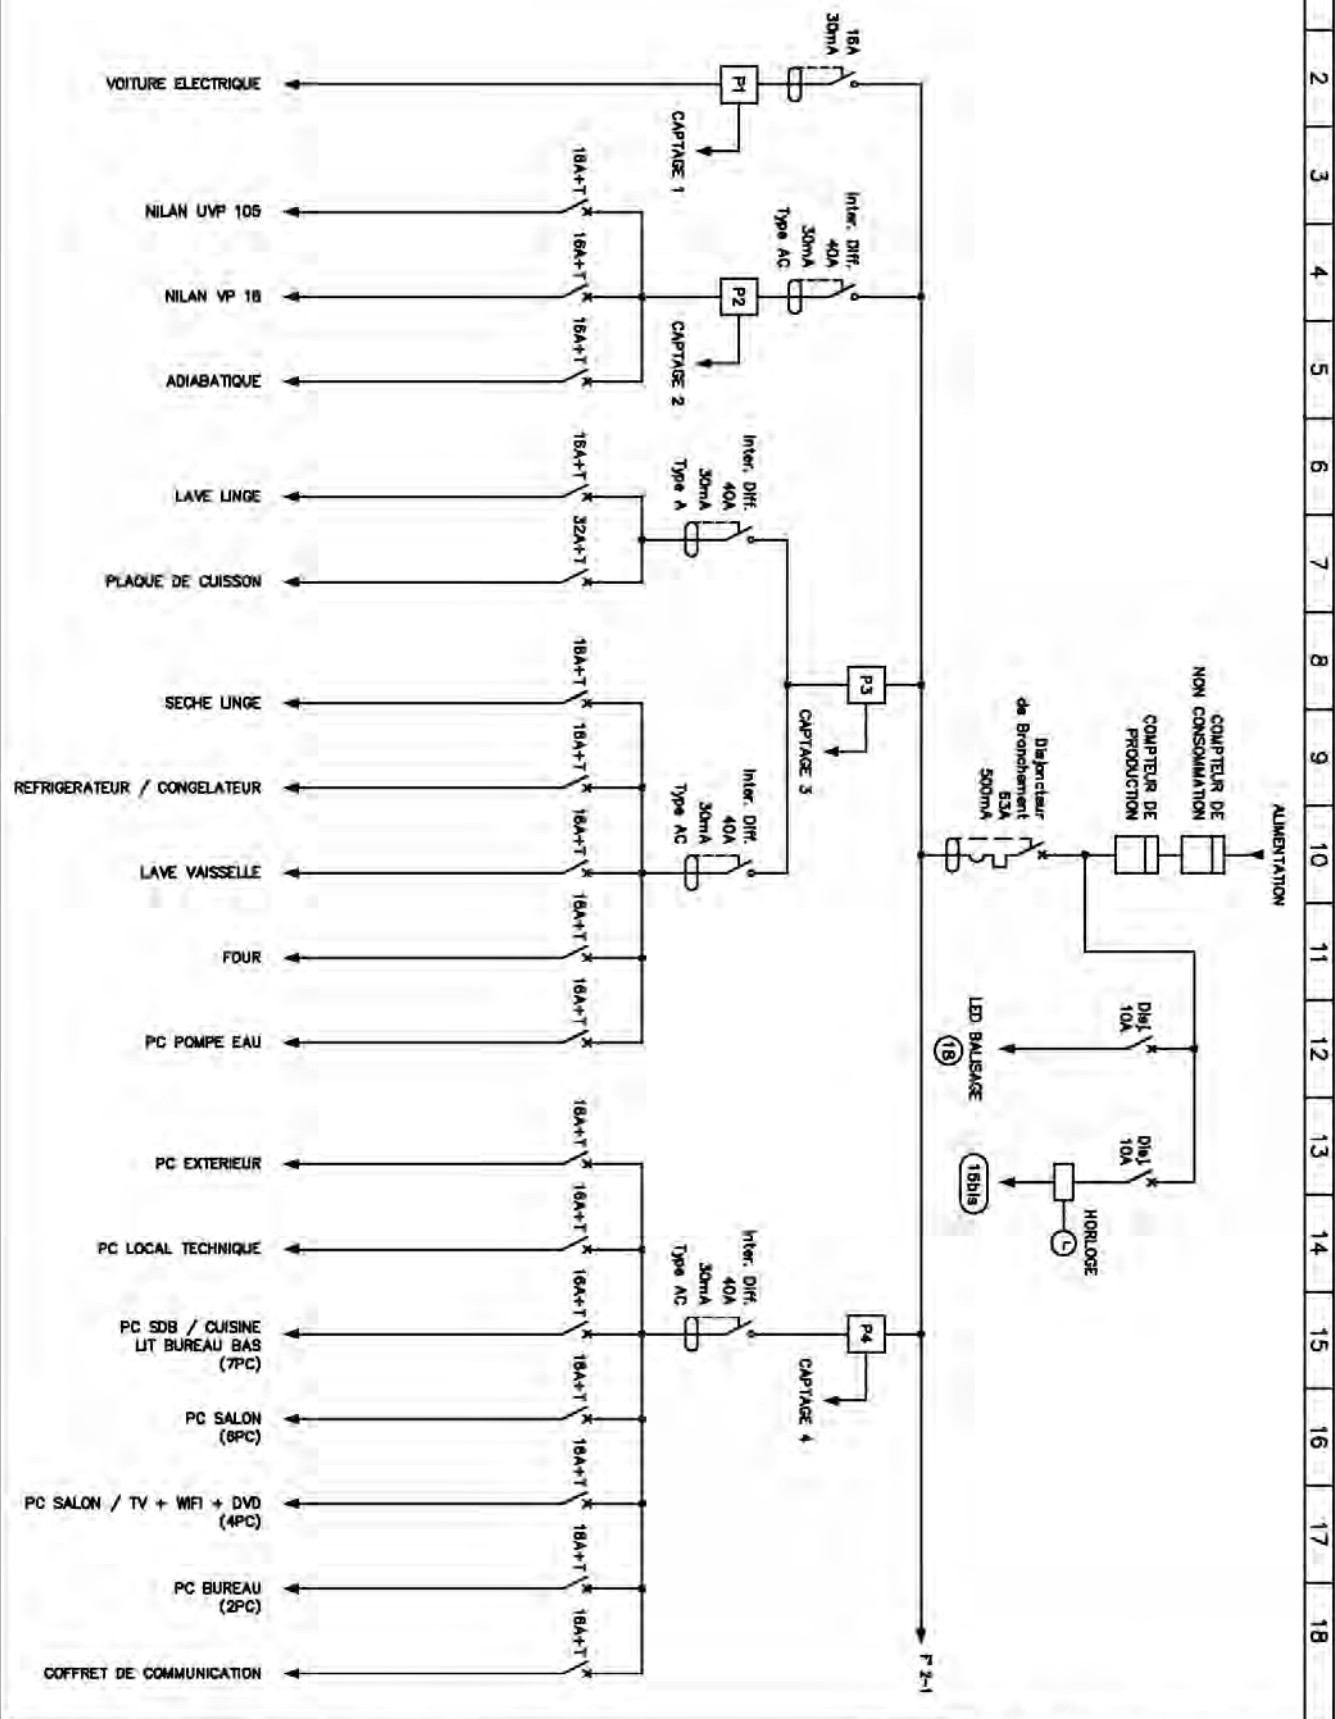 2
3
4
5
6
7
8
9
10
11
12
13
14
15
16
17
18
ALIMENTATION
COMPTEUR DE
NON CONSOMMATION
COMPTEUR DE
PRODUCTION
Disjoncteur
de Branchement
63A
500mA
Disj
10A
LED BALISAGE
18
Disj
10A
HORLOGE
L
15bis
F° 2-1
16A
30mA
P1
CAPTAGE 1
VOITURE ELECTRIQUE
Inter. Diff.
40A
30mA
Type AC
P2
CAPTAGE 2
16A+T
NILAN UVP 105
16A+T
NILAN VP 18
16A+T
ADIABATIQUE
P3
CAPTAGE 3
Inter. Diff.
40A
30mA
Type A
16A+T
LAVE LINGE
32A+T
PLAQUE DE CUISSON
Inter. Diff.
40A
30mA
Type AC
16A+T
SECHE LINGE
16A+T
REFRIGERATEUR / CONGELATEUR
16A+T
LAVE VAISSELLE
16A+T
FOUR
16A+T
PC POMPE EAU
P4
CAPTAGE 4
Inter. Diff.
40A
30mA
Type AC
16A+T
PC EXTERIEUR
16A+T
PC LOCAL TECHNIQUE
16A+T
PC SDB / CUISINE
LIT BUREAU BAS
(7PC)
16A+T
PC SALON
(6PC)
16A+T
PC SALON / TV + WIFI + DVD
(4PC)
16A+T
PC BUREAU
(2PC)
16A+T
COFFRET DE COMMUNICATION